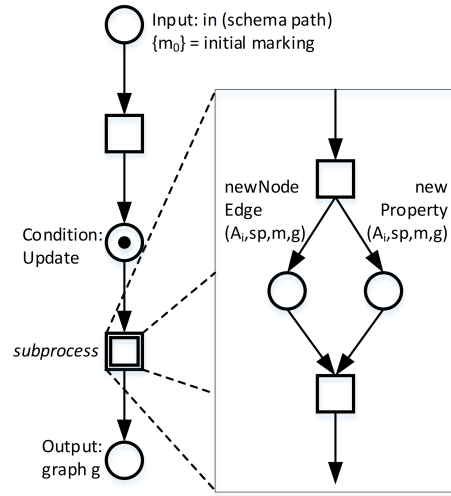 Input: in (schema path)
{m₀} = initial marking
Condition:
Update
subprocess
Output:
graph g
newNode
Edge
(Aᵢ,sp,m,g)
new
Property
(Aᵢ,sp,m,g)